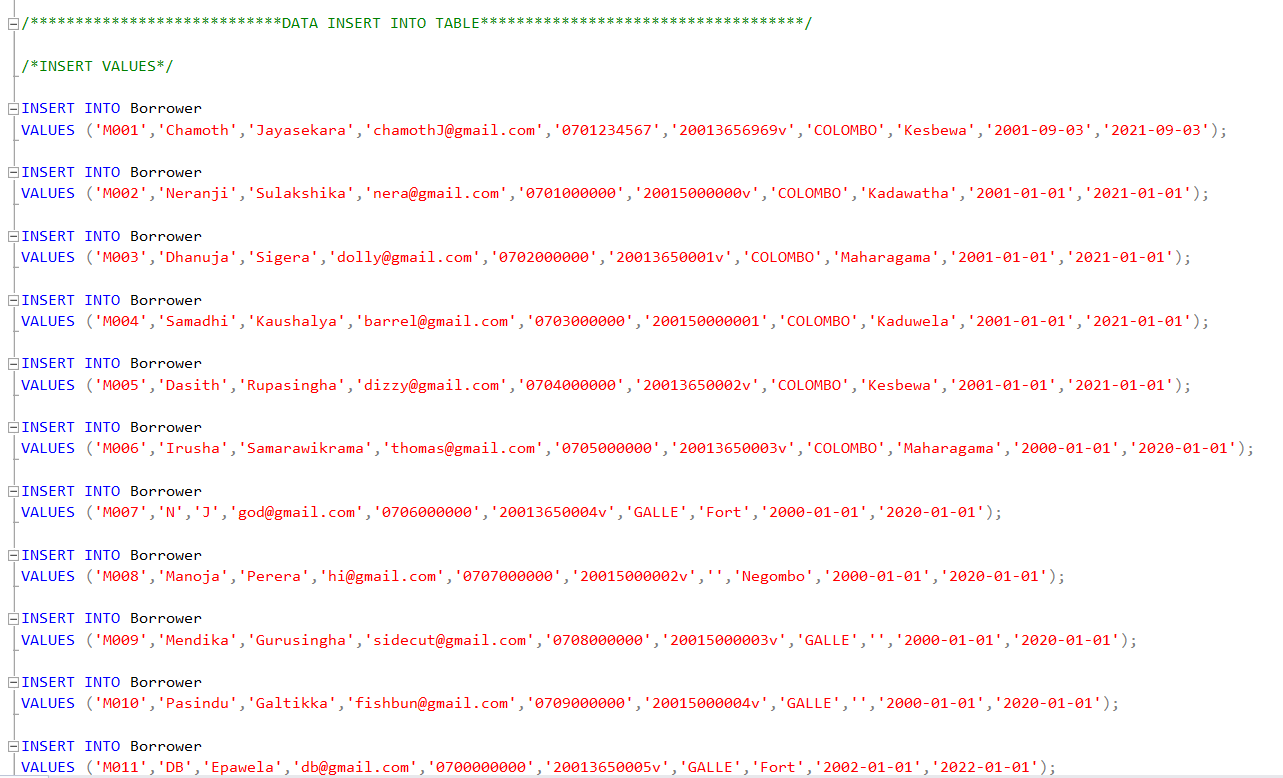 /****************************DATA INSERT INTO TABLE************************************/
/*INSERT VALUES*/
INSERT INTO Borrower
VALUES ('M001','Chamoth','Jayasekara','chamothJ@gmail.com','0701234567','20013656969v','COLOMBO','Kesbewa','2001-09-03','2021-09-03');
INSERT INTO Borrower
VALUES ('M002','Neranji','Sulakshika','nera@gmail.com','0701000000','20015000000v','COLOMBO','Kadawatha','2001-01-01','2021-01-01');
INSERT INTO Borrower
VALUES ('M003','Dhanuja','Sigera','dolly@gmail.com','0702000000','20013650001v','COLOMBO','Maharagama','2001-01-01','2021-01-01');
INSERT INTO Borrower
VALUES ('M004','Samadhi','Kaushalya','barrel@gmail.com','0703000000','200150000001','COLOMBO','Kaduwela','2001-01-01','2021-01-01');
INSERT INTO Borrower
VALUES ('M005','Dasith','Rupasingha','dizzy@gmail.com','0704000000','20013650002v','COLOMBO','Kesbewa','2001-01-01','2021-01-01');
INSERT INTO Borrower
VALUES ('M006','Irusha','Samarawikrama','thomas@gmail.com','0705000000','20013650003v','COLOMBO','Maharagama','2000-01-01','2020-01-01');
INSERT INTO Borrower
VALUES ('M007','N','J','god@gmail.com','0706000000','20013650004v','GALLE','Fort','2000-01-01','2020-01-01');
INSERT INTO Borrower
VALUES ('M008','Manoja','Perera','hi@gmail.com','0707000000','20015000002v','','Negombo','2000-01-01','2020-01-01');
INSERT INTO Borrower
VALUES ('M009','Mendika','Gurusingha','sidecut@gmail.com','0708000000','20015000003v','GALLE','','2000-01-01','2020-01-01');
INSERT INTO Borrower
VALUES ('M010','Pasindu','Galtikka','fishbun@gmail.com','0709000000','20015000004v','GALLE','','2000-01-01','2020-01-01');
INSERT INTO Borrower
VALUES ('M011','DB','Epawela','db@gmail.com','0700000000','20013650005v','GALLE','Fort','2002-01-01','2022-01-01');